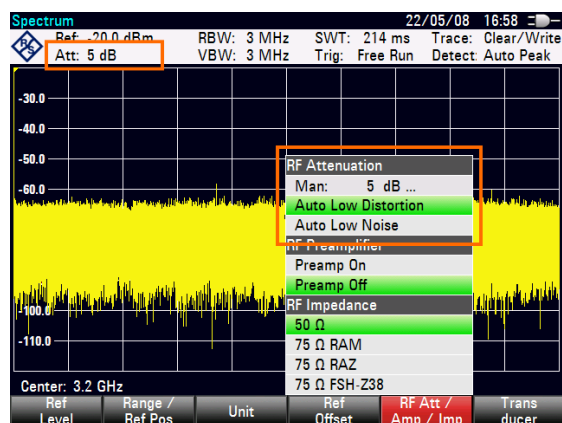 Spectrum 22/05/08 16:58
Ref: -20.0 dBm RBW: 3 MHz SWT: 214 ms Trace: Clear/Write
R&S Att: 5 dB VBW: 3 MHz Trig: Free Run Detect: Auto Peak
-30.0
-40.0
-50.0
RF Attenuation
-60.0
Man: 5 dB ...
Auto Low Distortion
Auto Low Noise
RF Preamplifier
Preamp On
Preamp Off
-100.0
RF Impedance
50 Ω
-110.0
75 Ω RAM
75 Ω RAZ
Center: 3.2 GHz
75 Ω FSH-Z38
Ref Level
Range / Ref Pos
Unit
Ref Offset
RF Att / Amp / Imp
Trans ducer